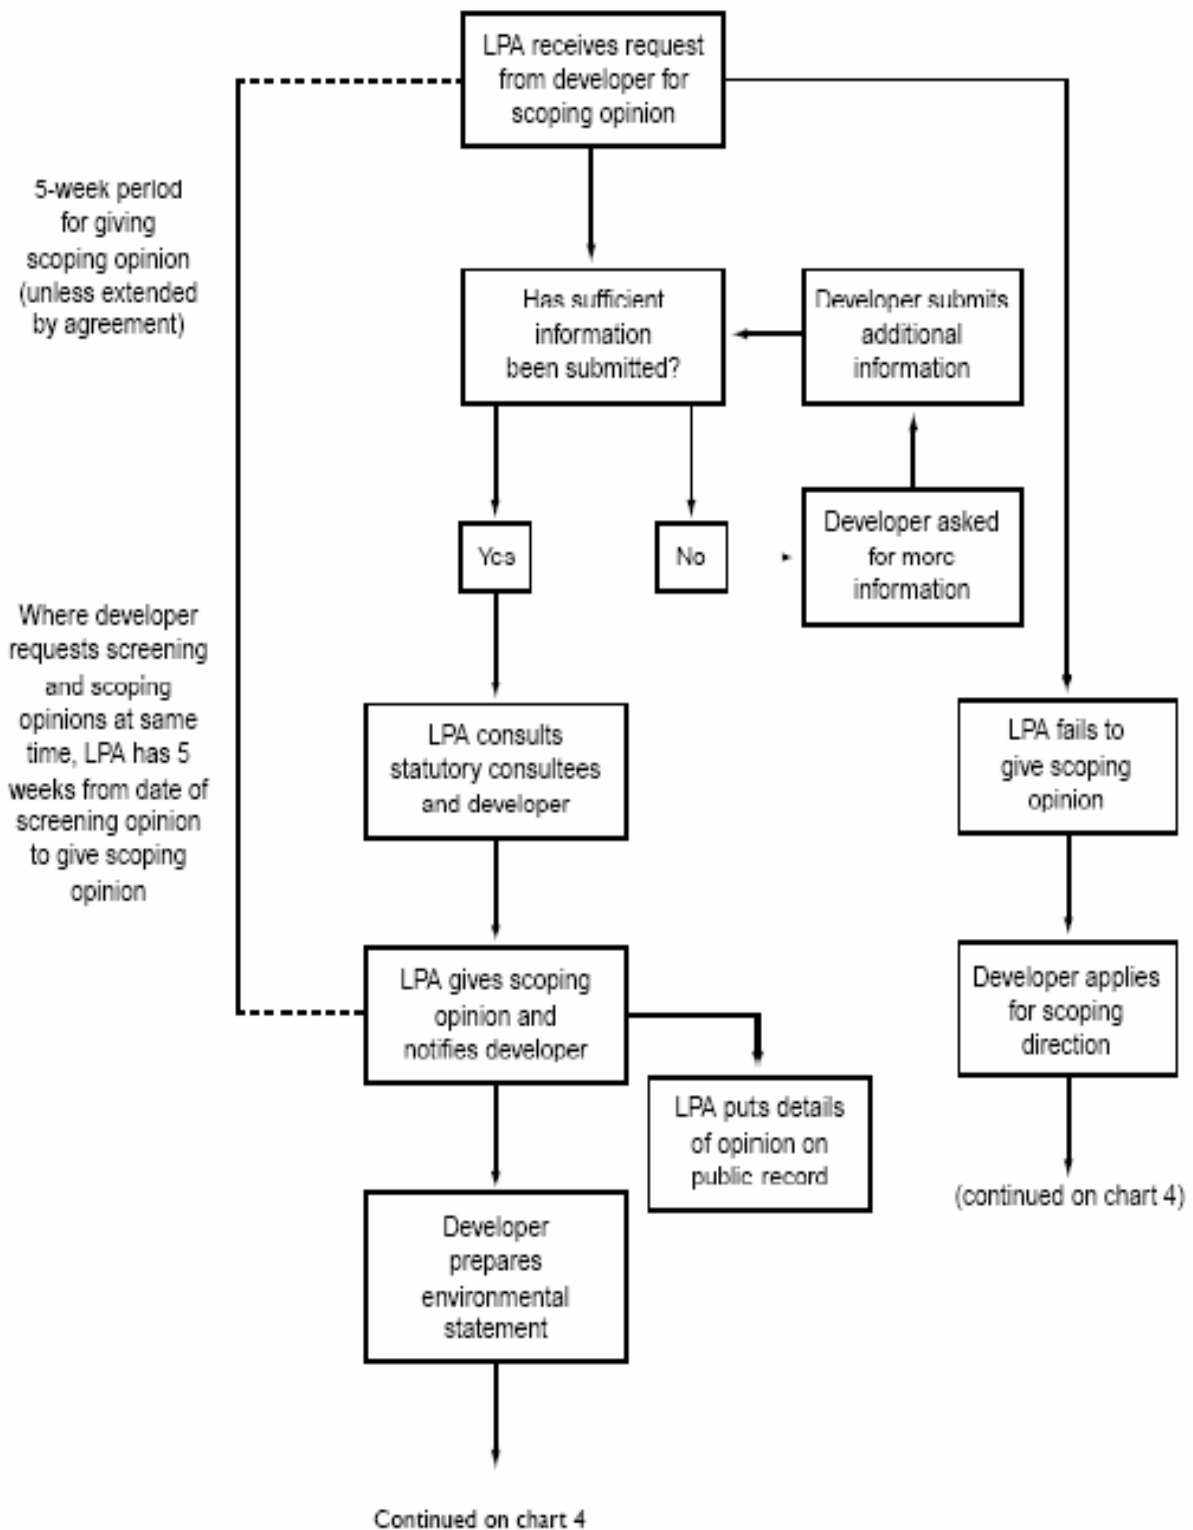 LPA receives request
from developer for
scoping opinion
5-week period
for giving
scoping opinion
(unless extended
by agreement)
Has sufficient
information
been submitted?
Developer submits
additional
information
Yes
No
Developer asked
for more
information
Where developer
requests screening
and scoping
opinions at same
time, LPA has 5
weeks from date of
screening opinion
to give scoping
opinion
LPA consults
statutory consultees
and developer
LPA fails to
give scoping
opinion
LPA gives scoping
opinion and
notifies developer
Developer applies
for scoping
direction
LPA puts details
of opinion on
public record
(continued on chart 4)
Developer
prepares
environmental
statement
Continued on chart 4